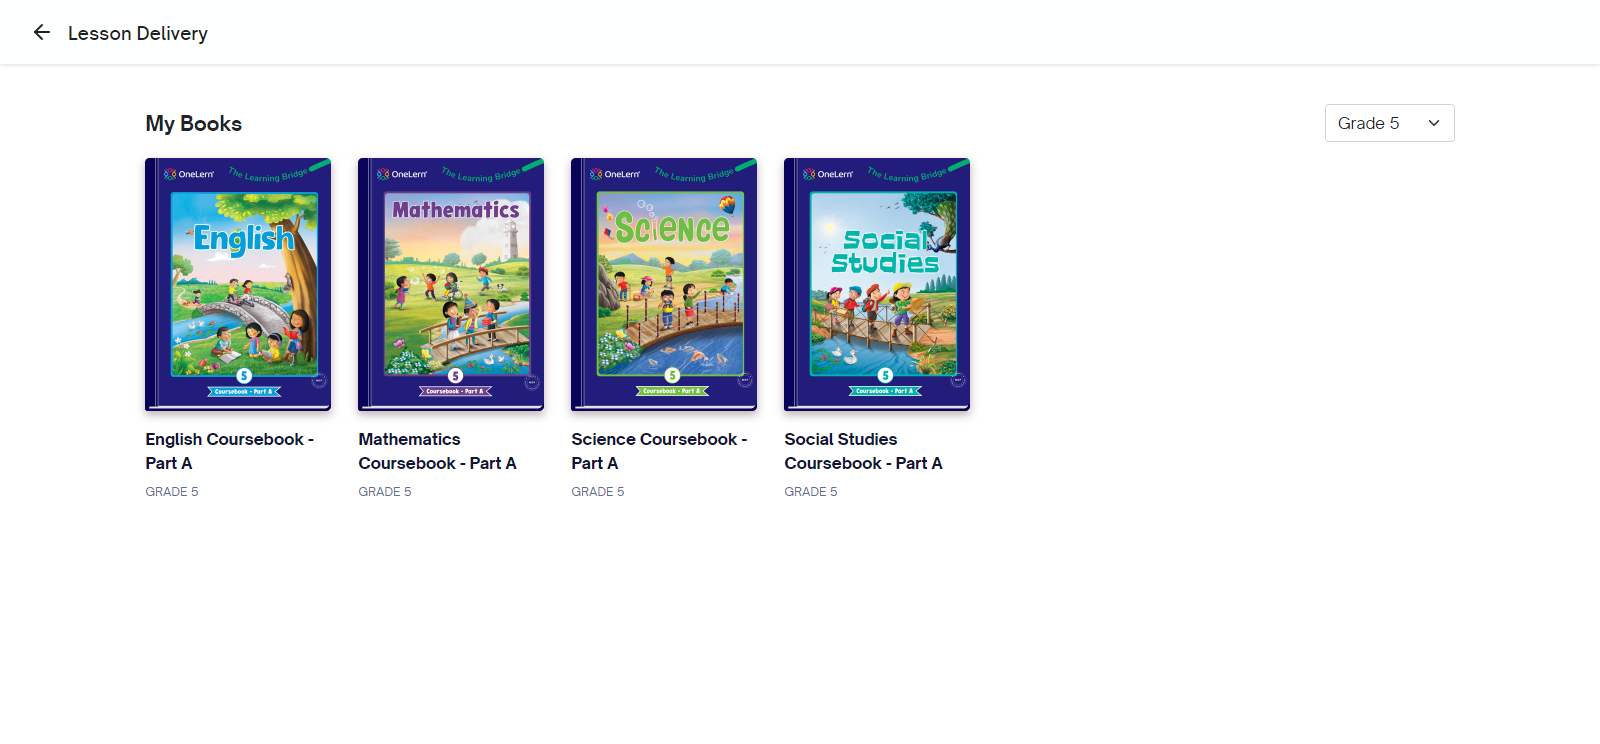 Lesson Delivery
My Books
Grade 5
OneLern
The Learning Bridge
English
5
Coursebook - Part A
OneLern
The Learning Bridge
Mathematics
5
Coursebook - Part A
OneLern
The Learning Bridge
Science
5
Coursebook - Part A
OneLern
The Learning Bridge
Social
Studies
5
Coursebook - Part A
English Coursebook -
Part A
GRADE 5
Mathematics
Coursebook - Part A
GRADE 5
Science Coursebook -
Part A
GRADE 5
Social Studies
Coursebook - Part A
GRADE 5